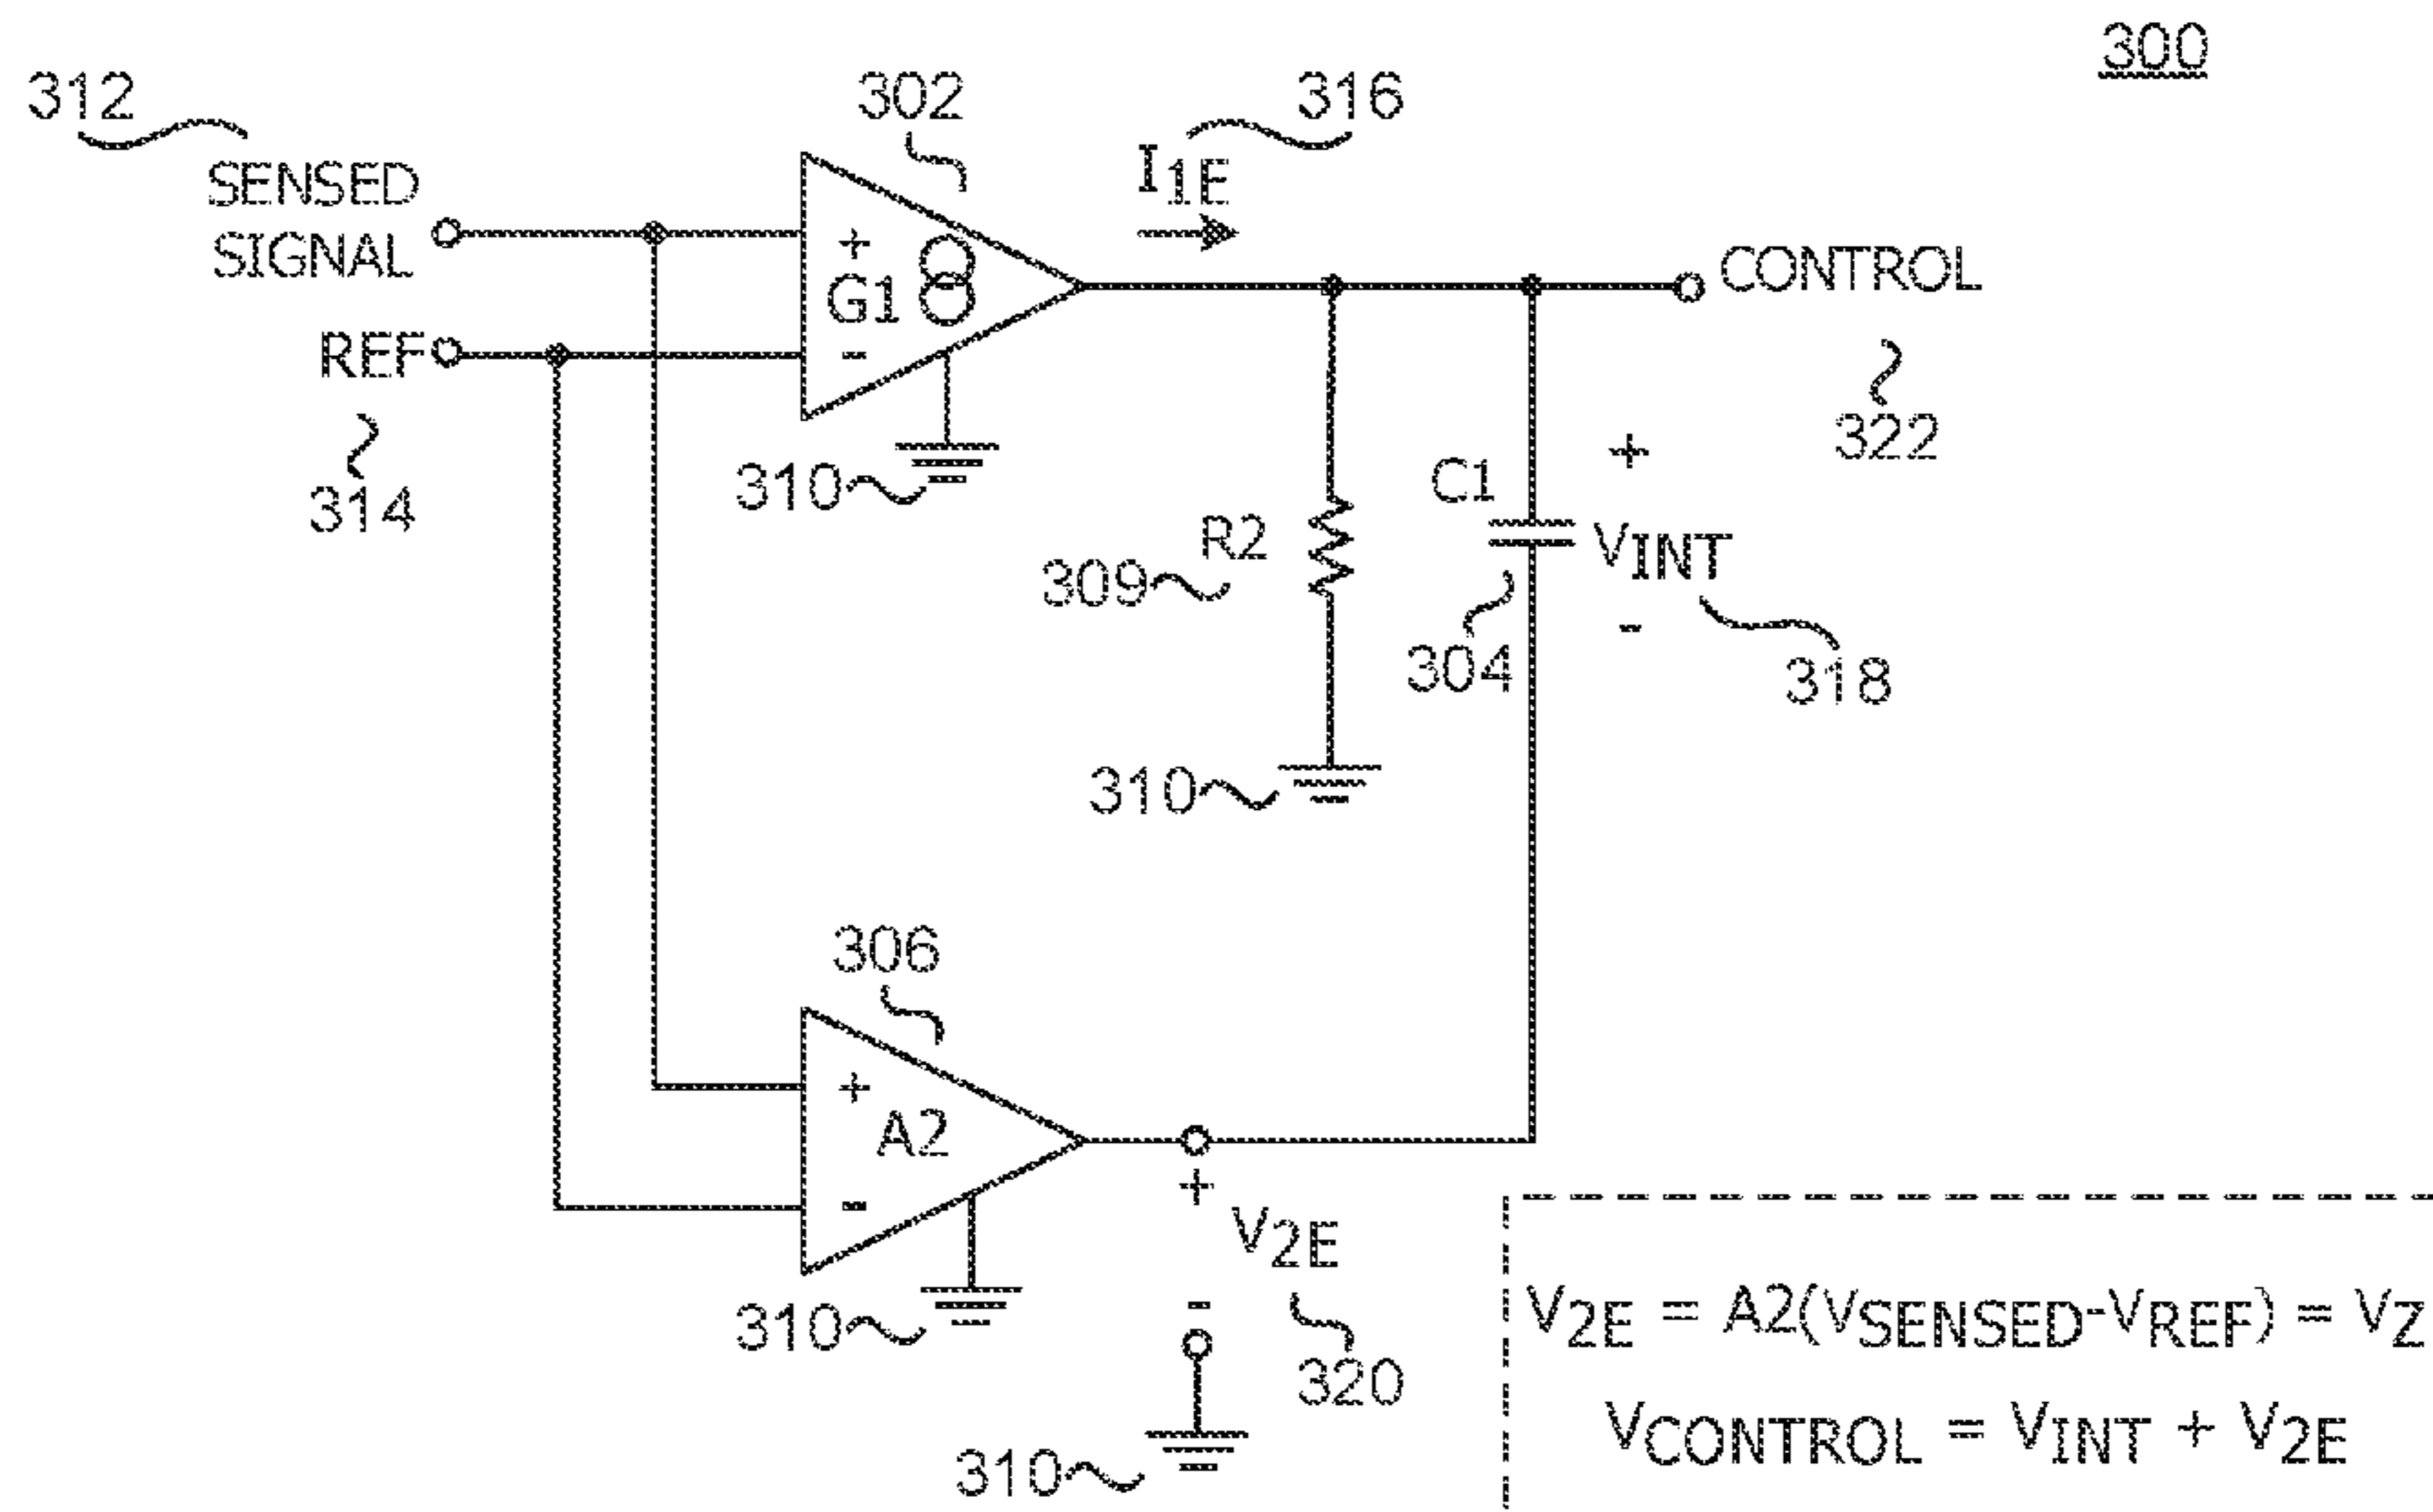 300
312
302
316
SENSED
SIGNAL
I1E
+
G1
-
CONTROL
REF
314
310
322
C1
+
VINT
-
R2
309
304
318
310
306
+
A2
-
+
V2E
-
310
320
310
V2E = A2(VSENSED-VREF) = VZ
VCONTROL = VINT + V2E